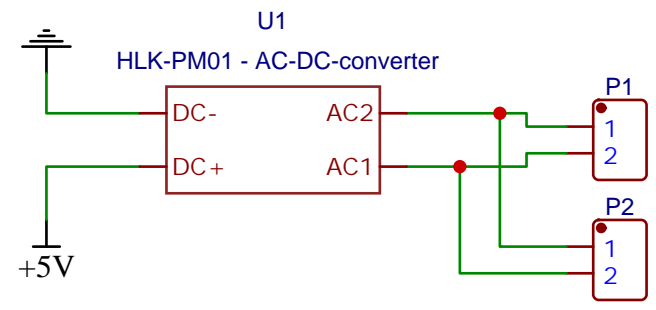 U1
HLK-PM01 - AC-DC-converter
DC-
AC2
DC+
AC1
+5V
P1
1
2
P2
1
2